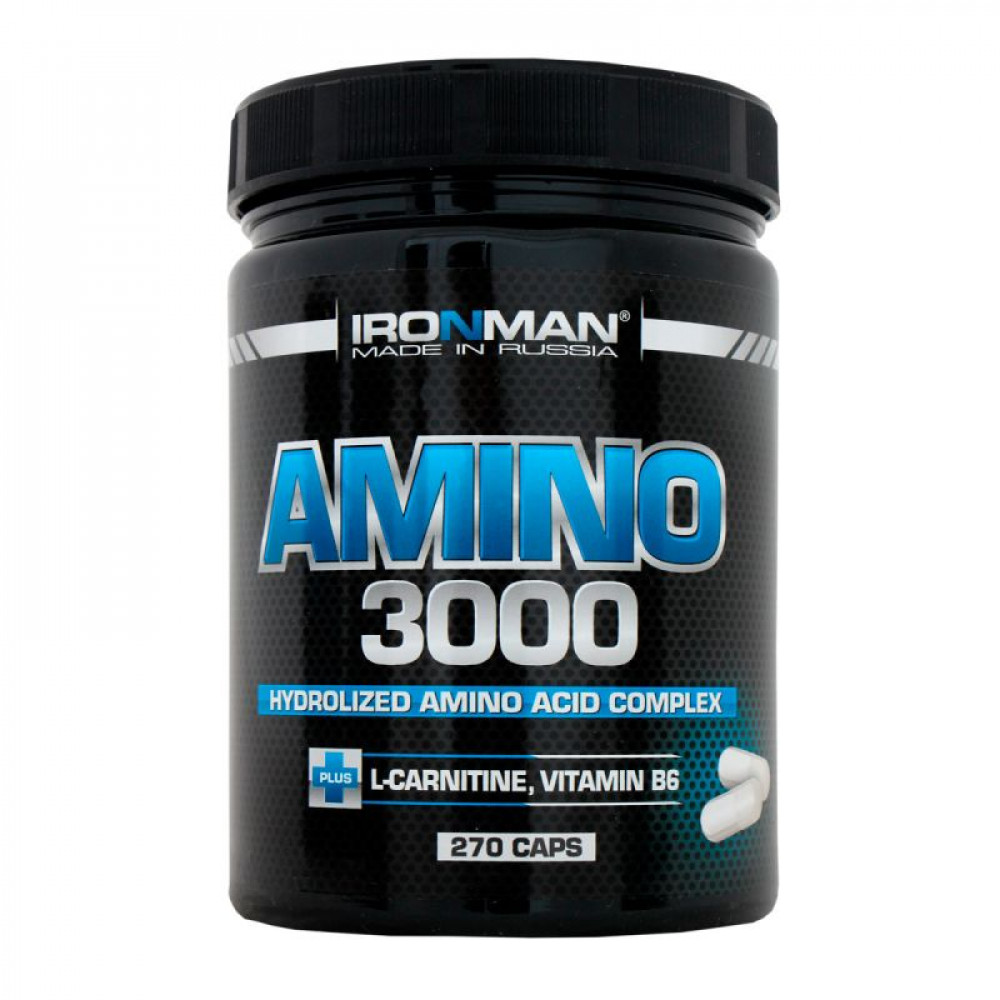 IRONMAN®
MADE IN RUSSIA
AMINO
3000
HYDROLIZED AMINO ACID COMPLEX
PLUS L-CARNITINE, VITAMIN B6
270 CAPS